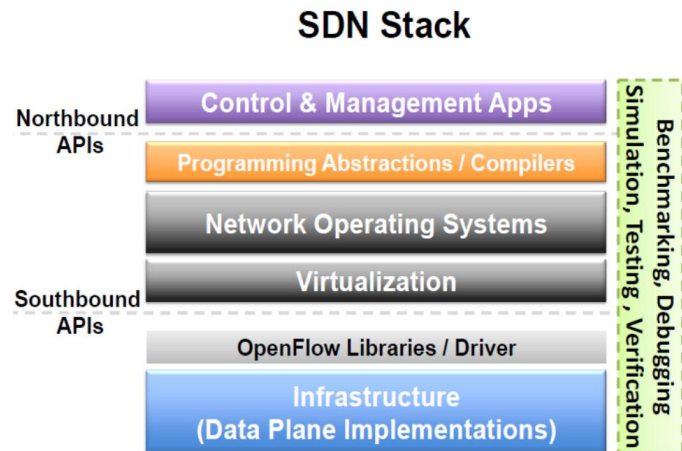 SDN Stack
Control & Management Apps
Northbound
APIs
Programming Abstractions / Compilers
Network Operating Systems
Virtualization
Southbound
APIs
OpenFlow Libraries / Driver
Infrastructure
(Data Plane Implementations)
Benchmarking, Debugging
Simulation, Testing , Verification